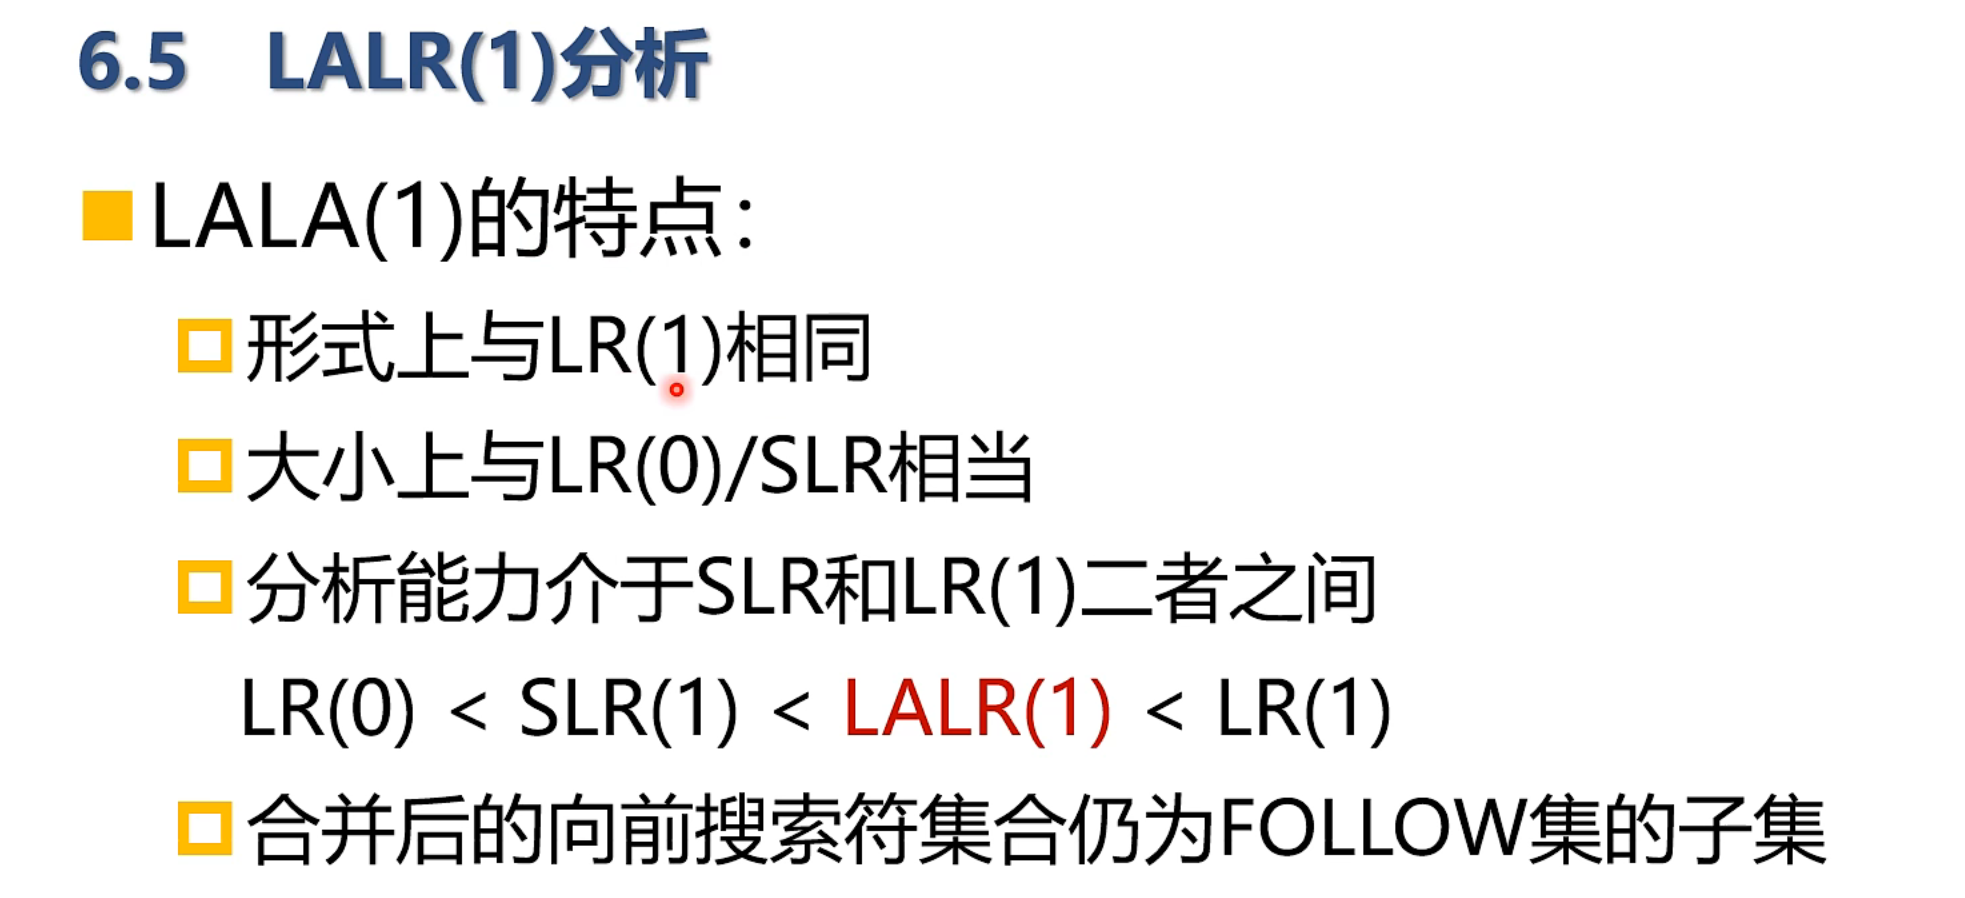 6.5 LALR(1)分析
LALA(1)的特点：
形式上与LR(1)相同
大小上与LR(0)/SLR相当
分析能力介于SLR和LR(1)二者之间
LR(0) < SLR(1) < LALR(1) < LR(1)
合并后的向前搜索符集合仍为FOLLOW集的子集